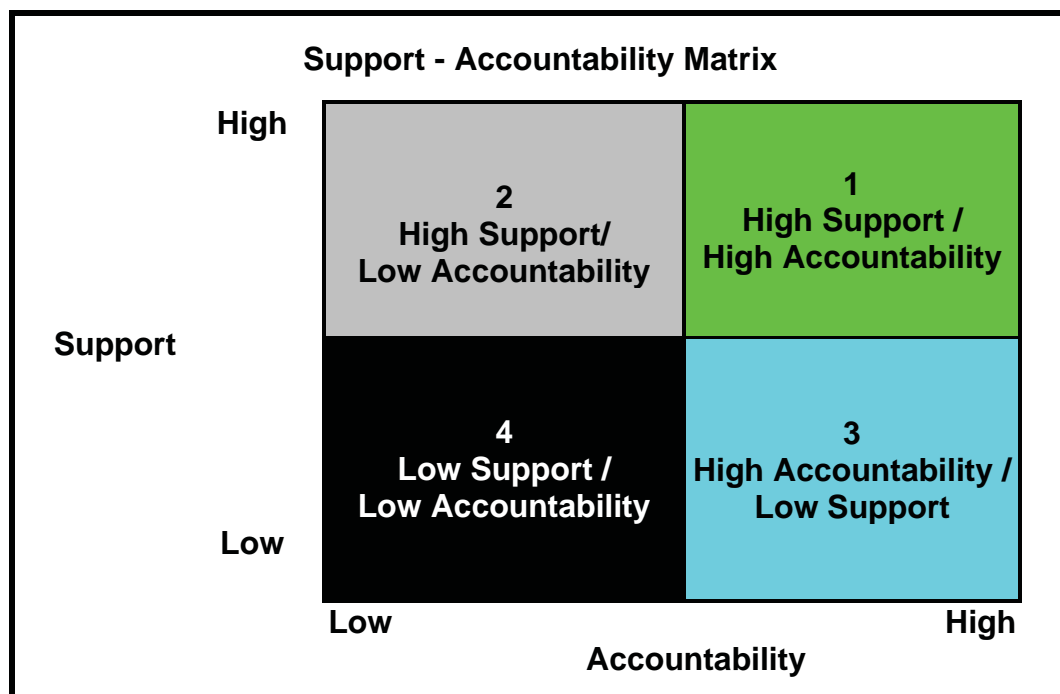 Support - Accountability Matrix
High
2
High Support/
Low Accountability
1
High Support /
High Accountability
Support
4
Low Support /
Low Accountability
3
High Accountability /
Low Support
Low
Low
High
Accountability